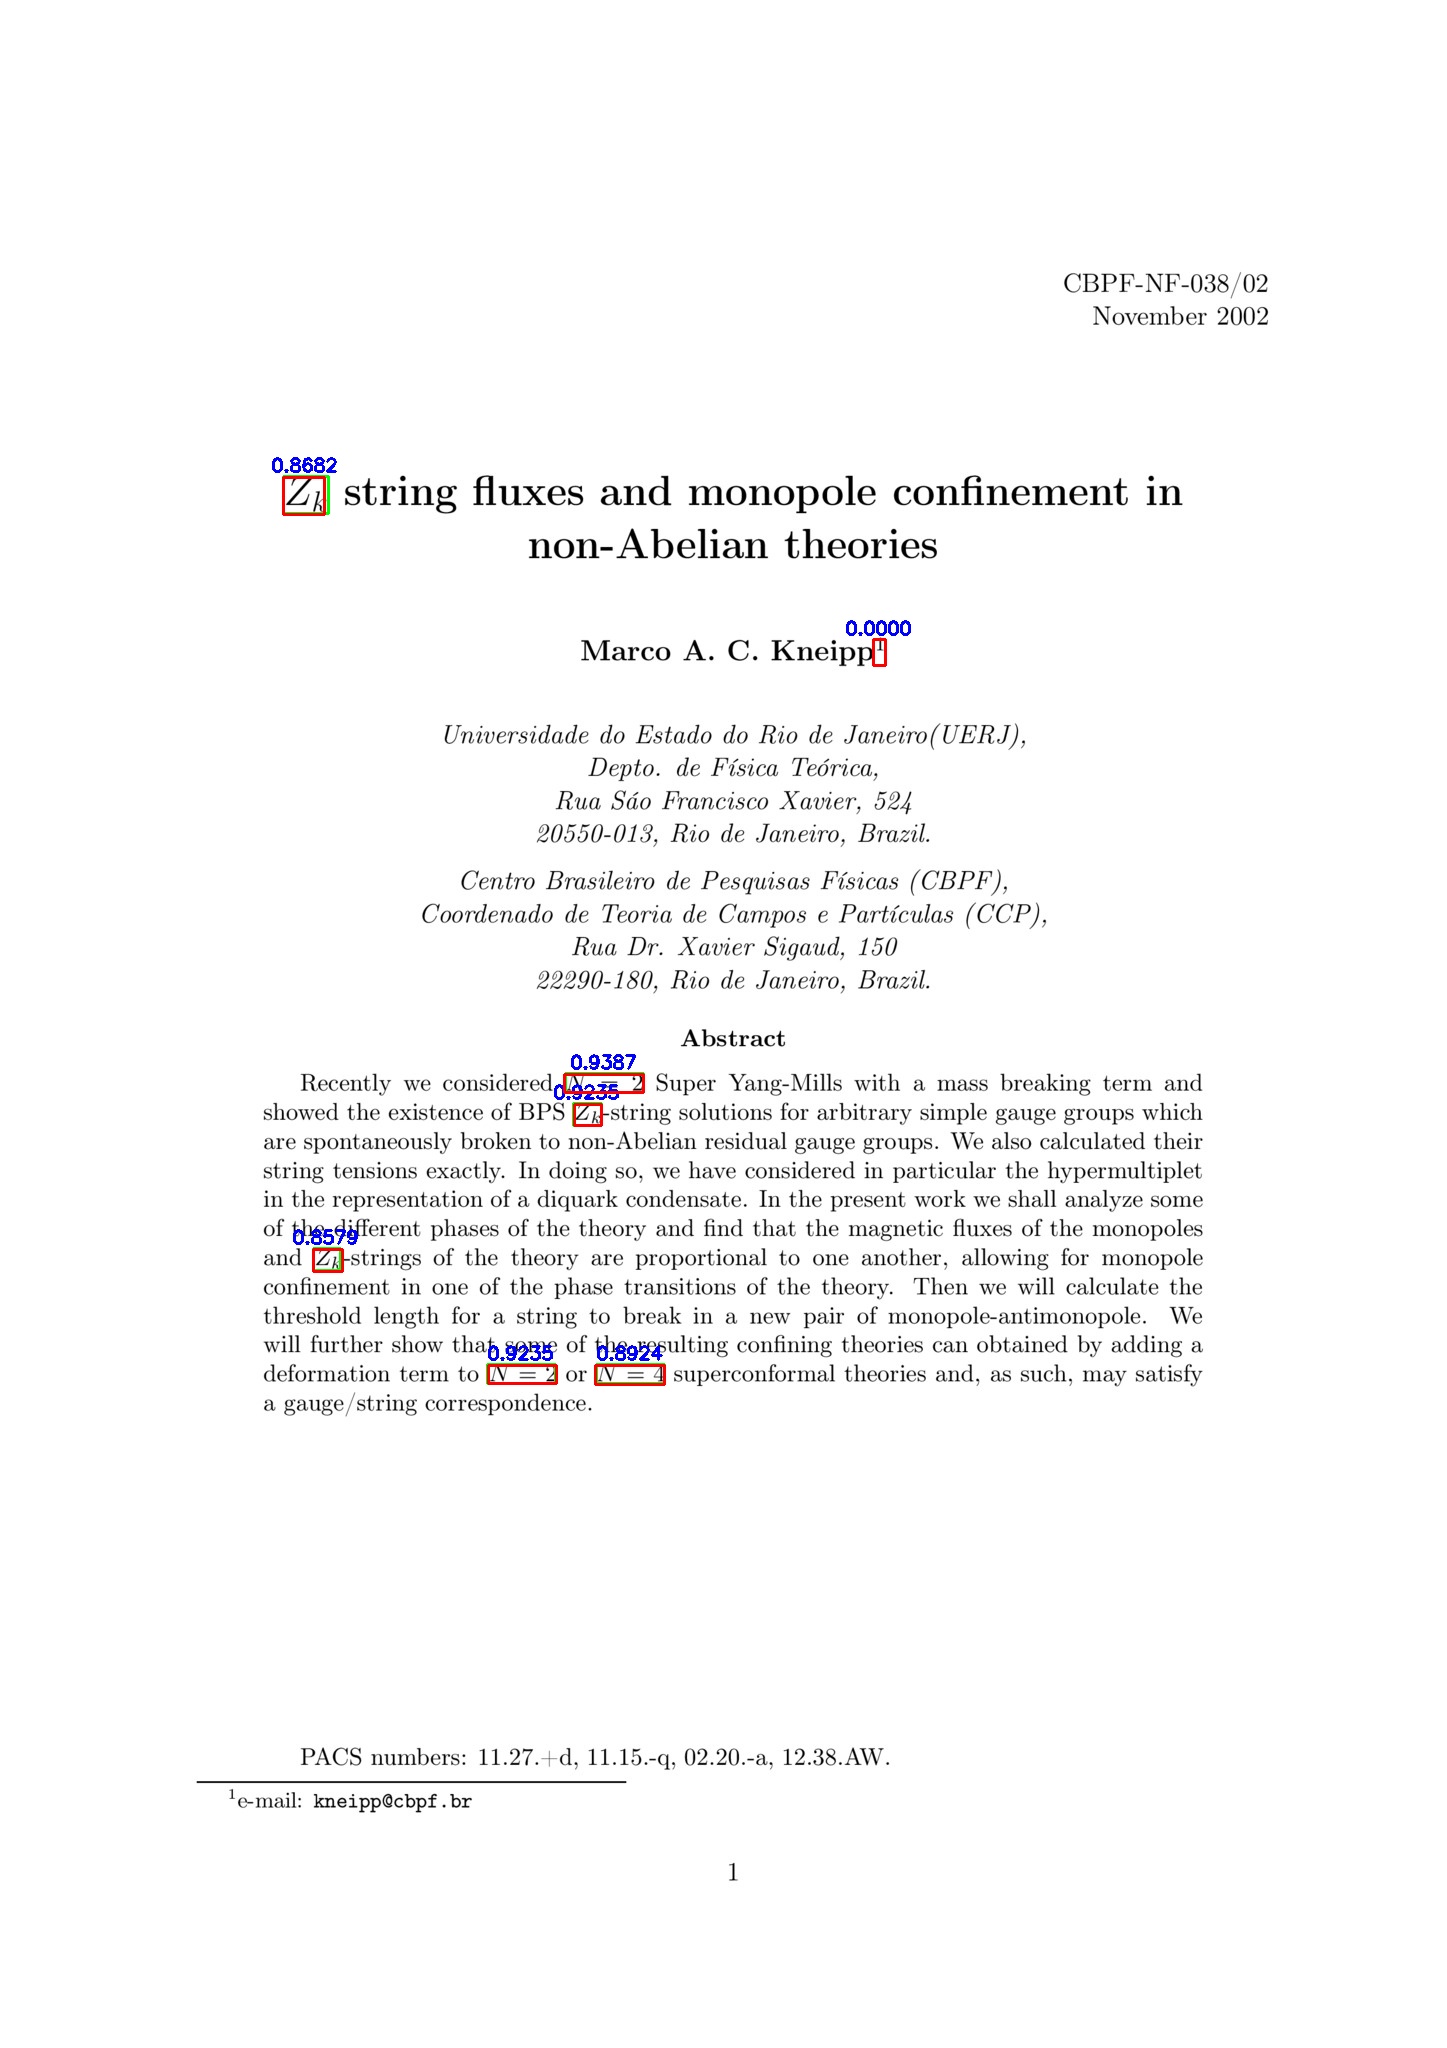 CBPF-NF-038/02
November 2002
0.8682
Z_k string fluxes and monopole confinement in
non-Abelian theories
0.0000
Marco A. C. Kneipp¹
Universidade do Estado do Rio de Janeiro(UERJ),
Depto. de Física Teórica,
Rua Sáo Francisco Xavier, 524
20550-013, Rio de Janeiro, Brazil.
Centro Brasileiro de Pesquisas Físicas (CBPF),
Coordenado de Teoria de Campos e Partículas (CCP),
Rua Dr. Xavier Sigaud, 150
22290-180, Rio de Janeiro, Brazil.
Abstract
0.9387
Recently we considered N = 2 Super Yang-Mills with a mass breaking term and
0.9235
showed the existence of BPS Z_k-string solutions for arbitrary simple gauge groups which
are spontaneously broken to non-Abelian residual gauge groups. We also calculated their
string tensions exactly. In doing so, we have considered in particular the hypermultiplet
in the representation of a diquark condensate. In the present work we shall analyze some
of the different phases of the theory and find that the magnetic fluxes of the monopoles
0.8579
and Z_k-strings of the theory are proportional to one another, allowing for monopole
confinement in one of the phase transitions of the theory. Then we will calculate the
threshold length for a string to break in a new pair of monopole-antimonopole. We
will further show that some of the resulting confining theories can obtained by adding a
0.9235 0.8924
deformation term to N = 2 or N = 4 superconformal theories and, as such, may satisfy
a gauge/string correspondence.
PACS numbers: 11.27.+d, 11.15.-q, 02.20.-a, 12.38.AW.
¹e-mail: kneipp@cbpf.br
1